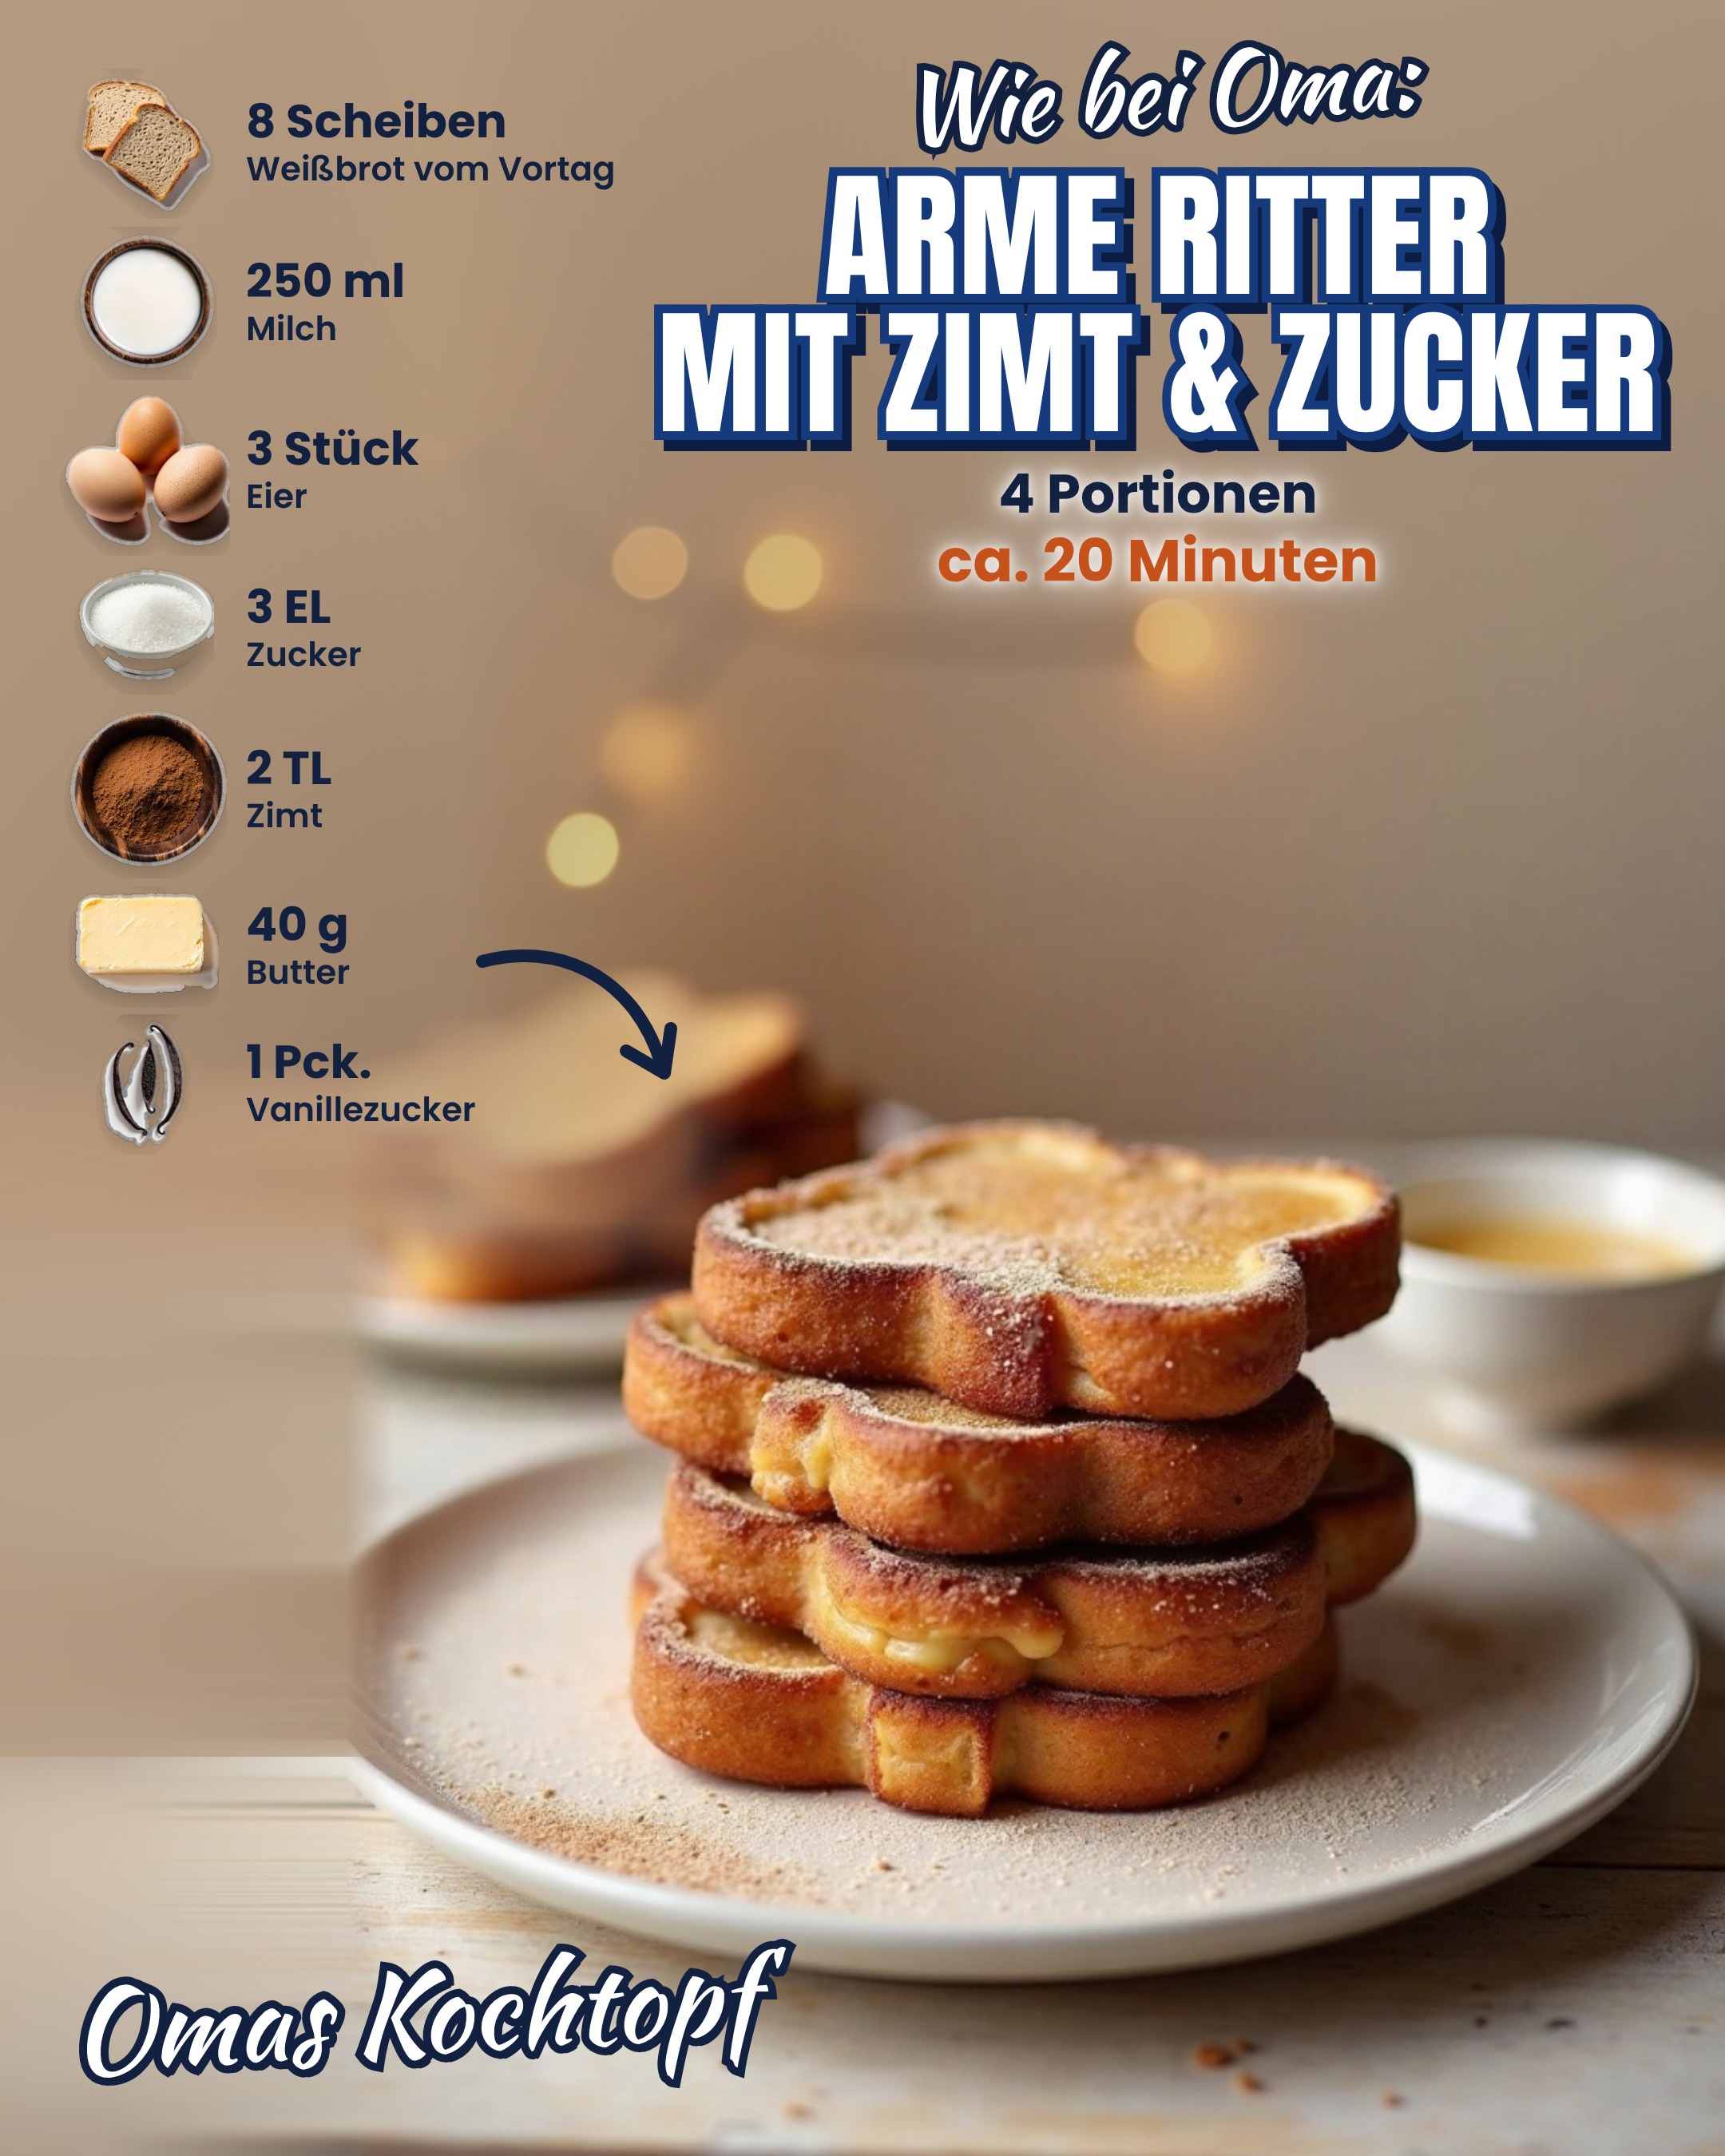 Wie bei Oma:
ARME RITTER
MIT ZIMT & ZUCKER
4 Portionen
ca. 20 Minuten
8 Scheiben
Weißbrot vom Vortag
250 ml
Milch
3 Stück
Eier
3 EL
Zucker
2 TL
Zimt
40 g
Butter
1 Pck.
Vanillezucker
Omas Kochtopf